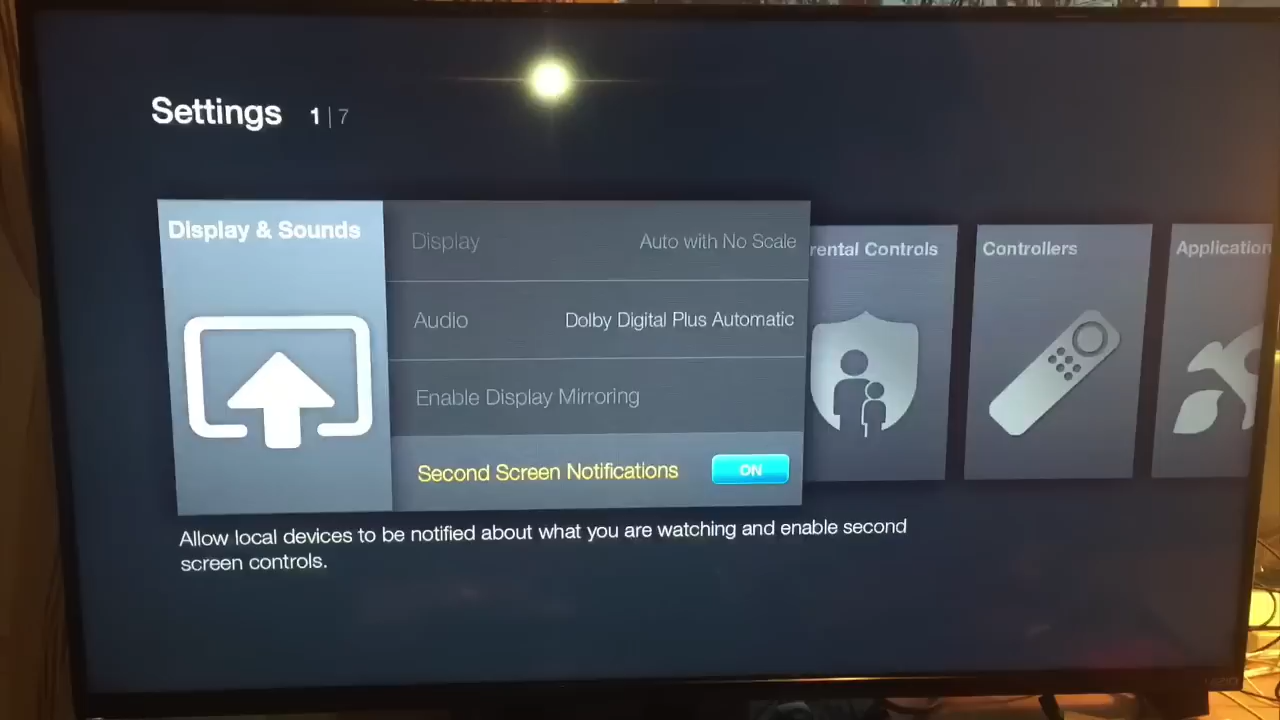 Settings 1 | 7
Display & Sounds
Display Auto with No Scale
Audio Dolby Digital Plus Automatic
Enable Display Mirroring
Second Screen Notifications ON
rental Controls
Controllers
Application
Allow local devices to be notified about what you are watching and enable second
screen controls.
VIZIO